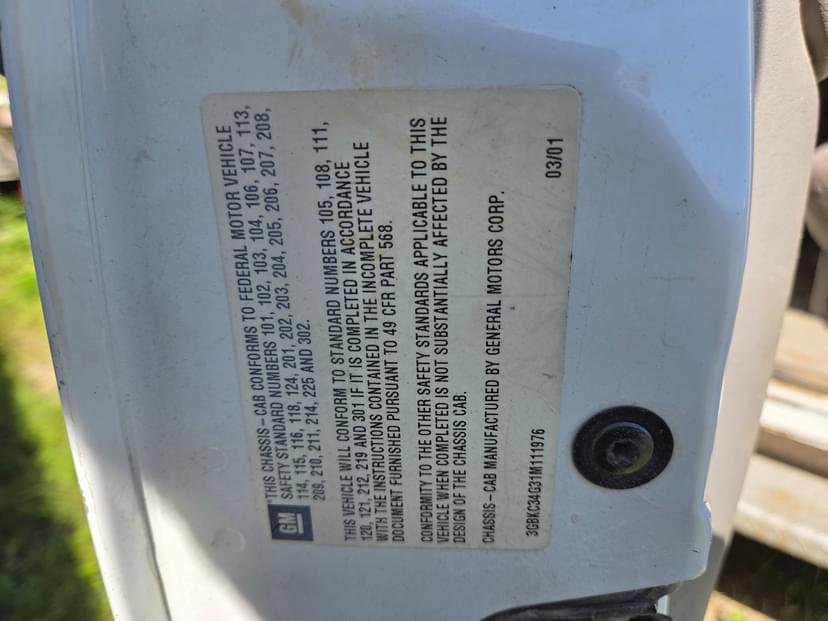 GM
THIS CHASSIS-CAB CONFORMS TO FEDERAL MOTOR VEHICLE
SAFETY STANDARD NUMBERS 101, 102, 103, 104, 106, 107, 113,
114, 115, 116, 118, 124, 201, 202, 203, 204, 205, 206, 207, 208,
209, 210, 211, 214, 225 AND 302.
THIS VEHICLE WILL CONFORM TO STANDARD NUMBERS 105, 108, 111,
120, 121, 212, 219 AND 301 IF IT IS COMPLETED IN ACCORDANCE
WITH THE INSTRUCTIONS CONTAINED IN THE INCOMPLETE VEHICLE
DOCUMENT FURNISHED PURSUANT TO 49 CFR PART 568.
CONFORMITY TO THE OTHER SAFETY STANDARDS APPLICABLE TO THIS
VEHICLE WHEN COMPLETED IS NOT SUBSTANTIALLY AFFECTED BY THE
DESIGN OF THE CHASSIS CAB.
CHASSIS-CAB MANUFACTURED BY GENERAL MOTORS CORP.
3GBKC34G31M111976 03/01